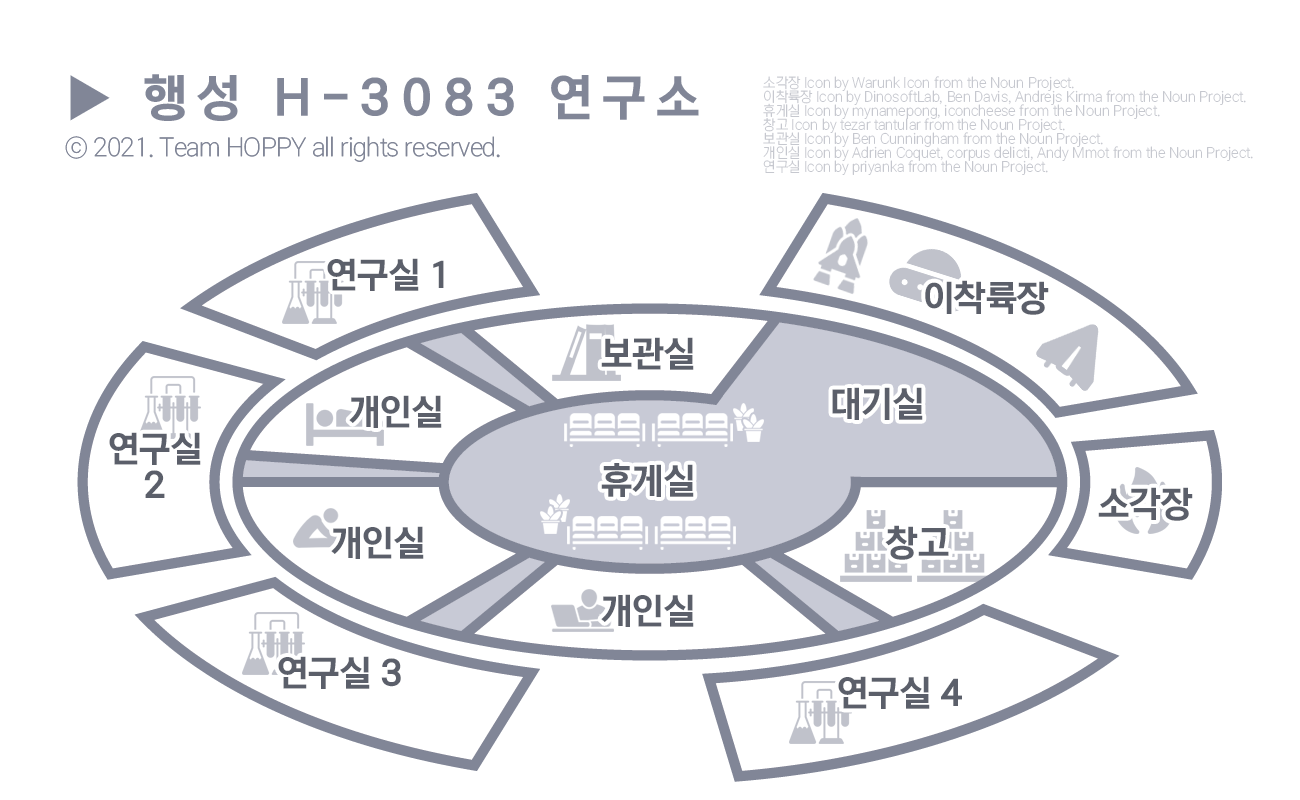 ▶ 행성 H-3083 연구소
© 2021. Team HOPPY all rights reserved.
소각장 Icon by Warunk Icon from the Noun Project.
이착륙장 Icon by DinosoftLab, Ben Davis, Andrejs Kirma from the Noun Project.
휴게실 Icon by mynamepong, iconcheese from the Noun Project.
창고 Icon by tezar tantular from the Noun Project.
보관실 Icon by Ben Cunningham from the Noun Project.
개인실 Icon by Adrien Coquet, corpus delicti, Andy Mmot from the Noun Project.
연구실 Icon by priyanka from the Noun Project.
연구실 1
이착륙장
보관실
개인실
대기실
연구실
2
휴게실
소각장
개인실
창고
개인실
연구실 3
연구실 4